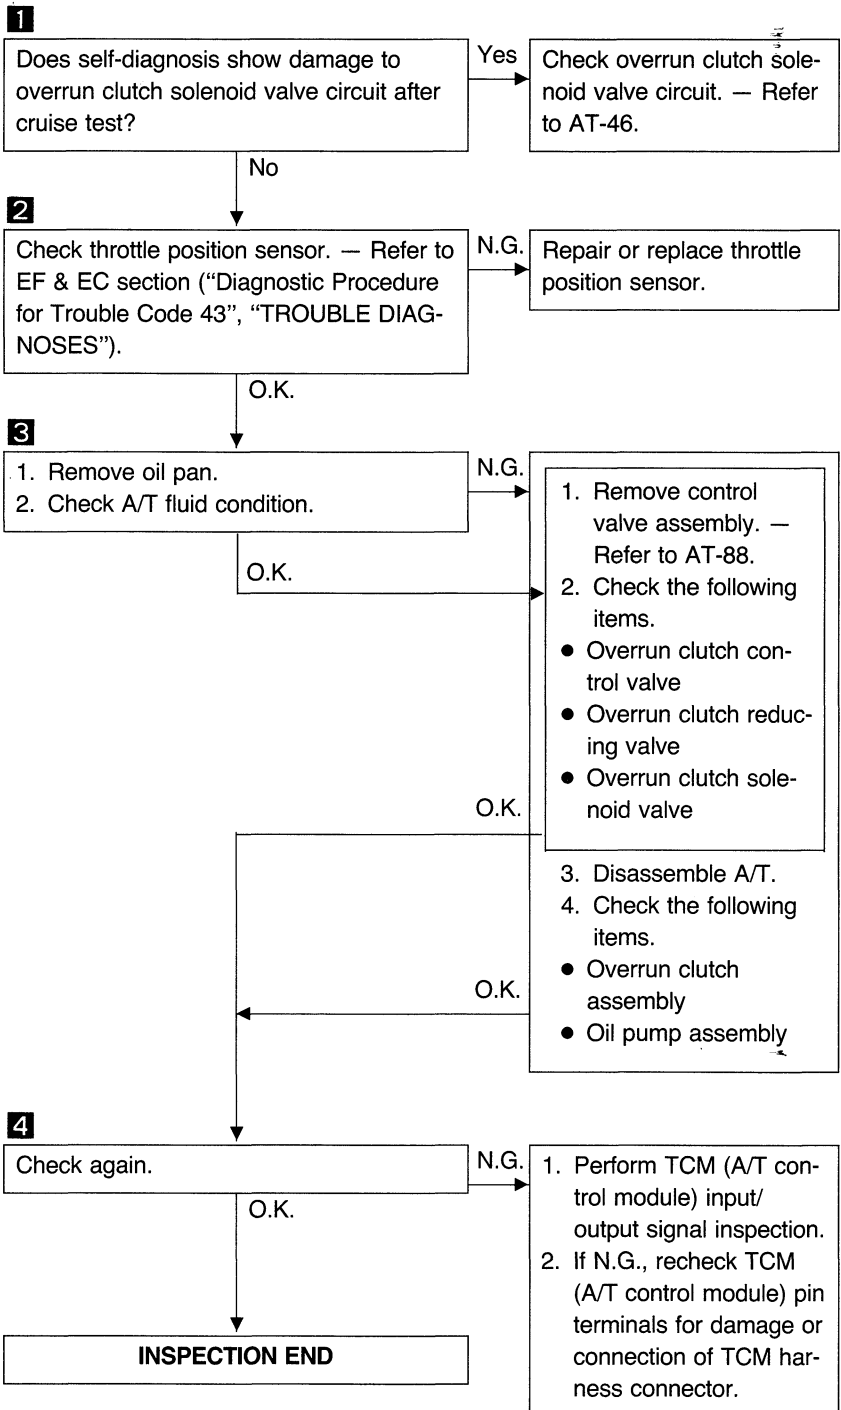 1
Does self-diagnosis show damage to
overrun clutch solenoid valve circuit after
cruise test?
Yes
Check overrun clutch sole-
noid valve circuit. — Refer
to AT-46.
No
2
Check throttle position sensor. — Refer to
EF & EC section (“Diagnostic Procedure
for Trouble Code 43”, “TROUBLE DIAG-
NOSES”).
N.G.
Repair or replace throttle
position sensor.
O.K.
3
1. Remove oil pan.
2. Check A/T fluid condition.
N.G.
O.K.
1. Remove control
valve assembly. —
Refer to AT-88.
2. Check the following
items.
● Overrun clutch con-
trol valve
● Overrun clutch reduc-
ing valve
● Overrun clutch sole-
noid valve
O.K.
3. Disassemble A/T.
4. Check the following
items.
● Overrun clutch
assembly
● Oil pump assembly
O.K.
4
Check again.
N.G.
1. Perform TCM (A/T con-
trol module) input/
output signal inspection.
2. If N.G., recheck TCM
(A/T control module) pin
terminals for damage or
connection of TCM har-
ness connector.
O.K.
INSPECTION END